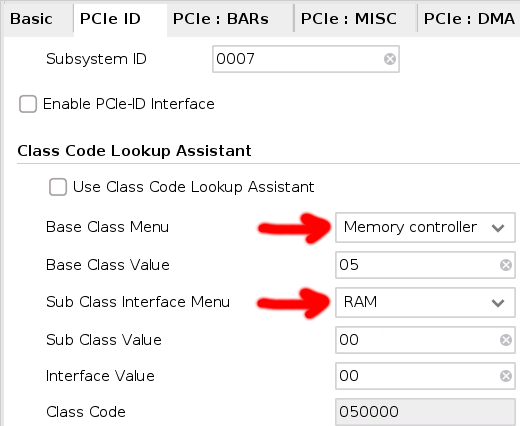 Basic PCIe ID PCIe : BARs PCIe : MISC PCIe : DMA
Subsystem ID 0007
Enable PCIe-ID Interface
Class Code Lookup Assistant
Use Class Code Lookup Assistant
Base Class Menu Memory controller
Base Class Value 05
Sub Class Interface Menu RAM
Sub Class Value 00
Interface Value 00
Class Code 050000